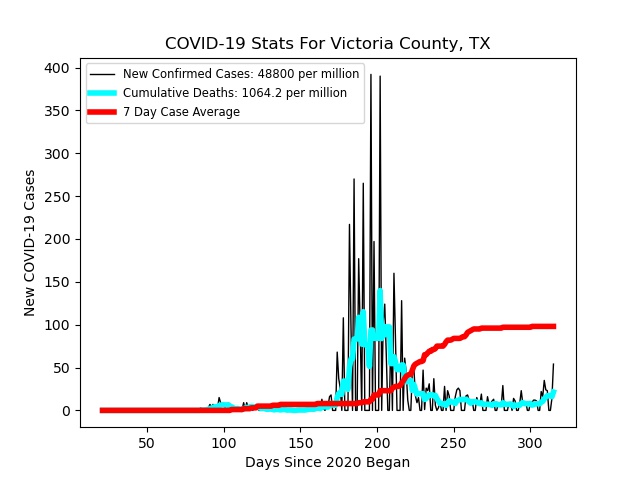 COVID-19 Stats For Victoria County, TX
New Confirmed Cases: 48800 per million
Cumulative Deaths: 1064.2 per million
7 Day Case Average
400
350
300
250
200
150
100
50
0
New COVID-19 Cases
50 100 150 200 250 300
Days Since 2020 Began